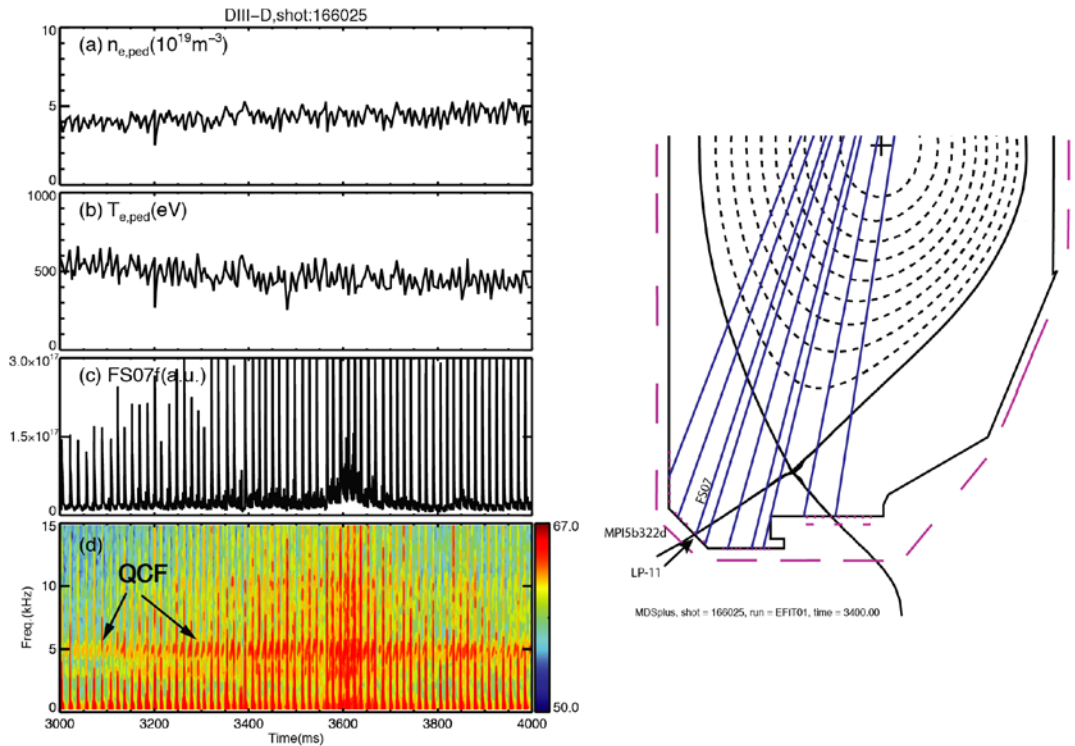 DIII-D,shot:166025
10
(a) n_e,ped(10^19 m^-3)
5
0
1000
(b) T_e,ped(eV)
500
0
3.0×10^17
(c) FS07f(a.u.)
1.5×10^17
0
15
(d)
67.0
QCF
10
Freq.(kHz)
5
0
50.0
3000 3200 3400 3600 3800 4000
Time(ms)
FS07
MPI5b322d
LP-11
MDSplus, shot = 166025, run = EFIT01, time = 3400.00